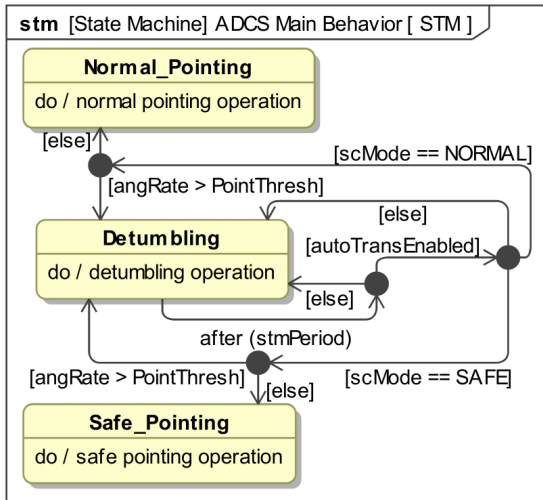 stm [State Machine] ADCS Main Behavior [ STM ]
Normal_Pointing
do / normal pointing operation
[else]
[scMode == NORMAL]
[angRate > PointThresh]
[else]
Detumbling
[autoTransEnabled]
do / detumbling operation
[else]
after (stmPeriod)
[angRate > PointThresh]
[else]
[scMode == SAFE]
Safe_Pointing
do / safe pointing operation